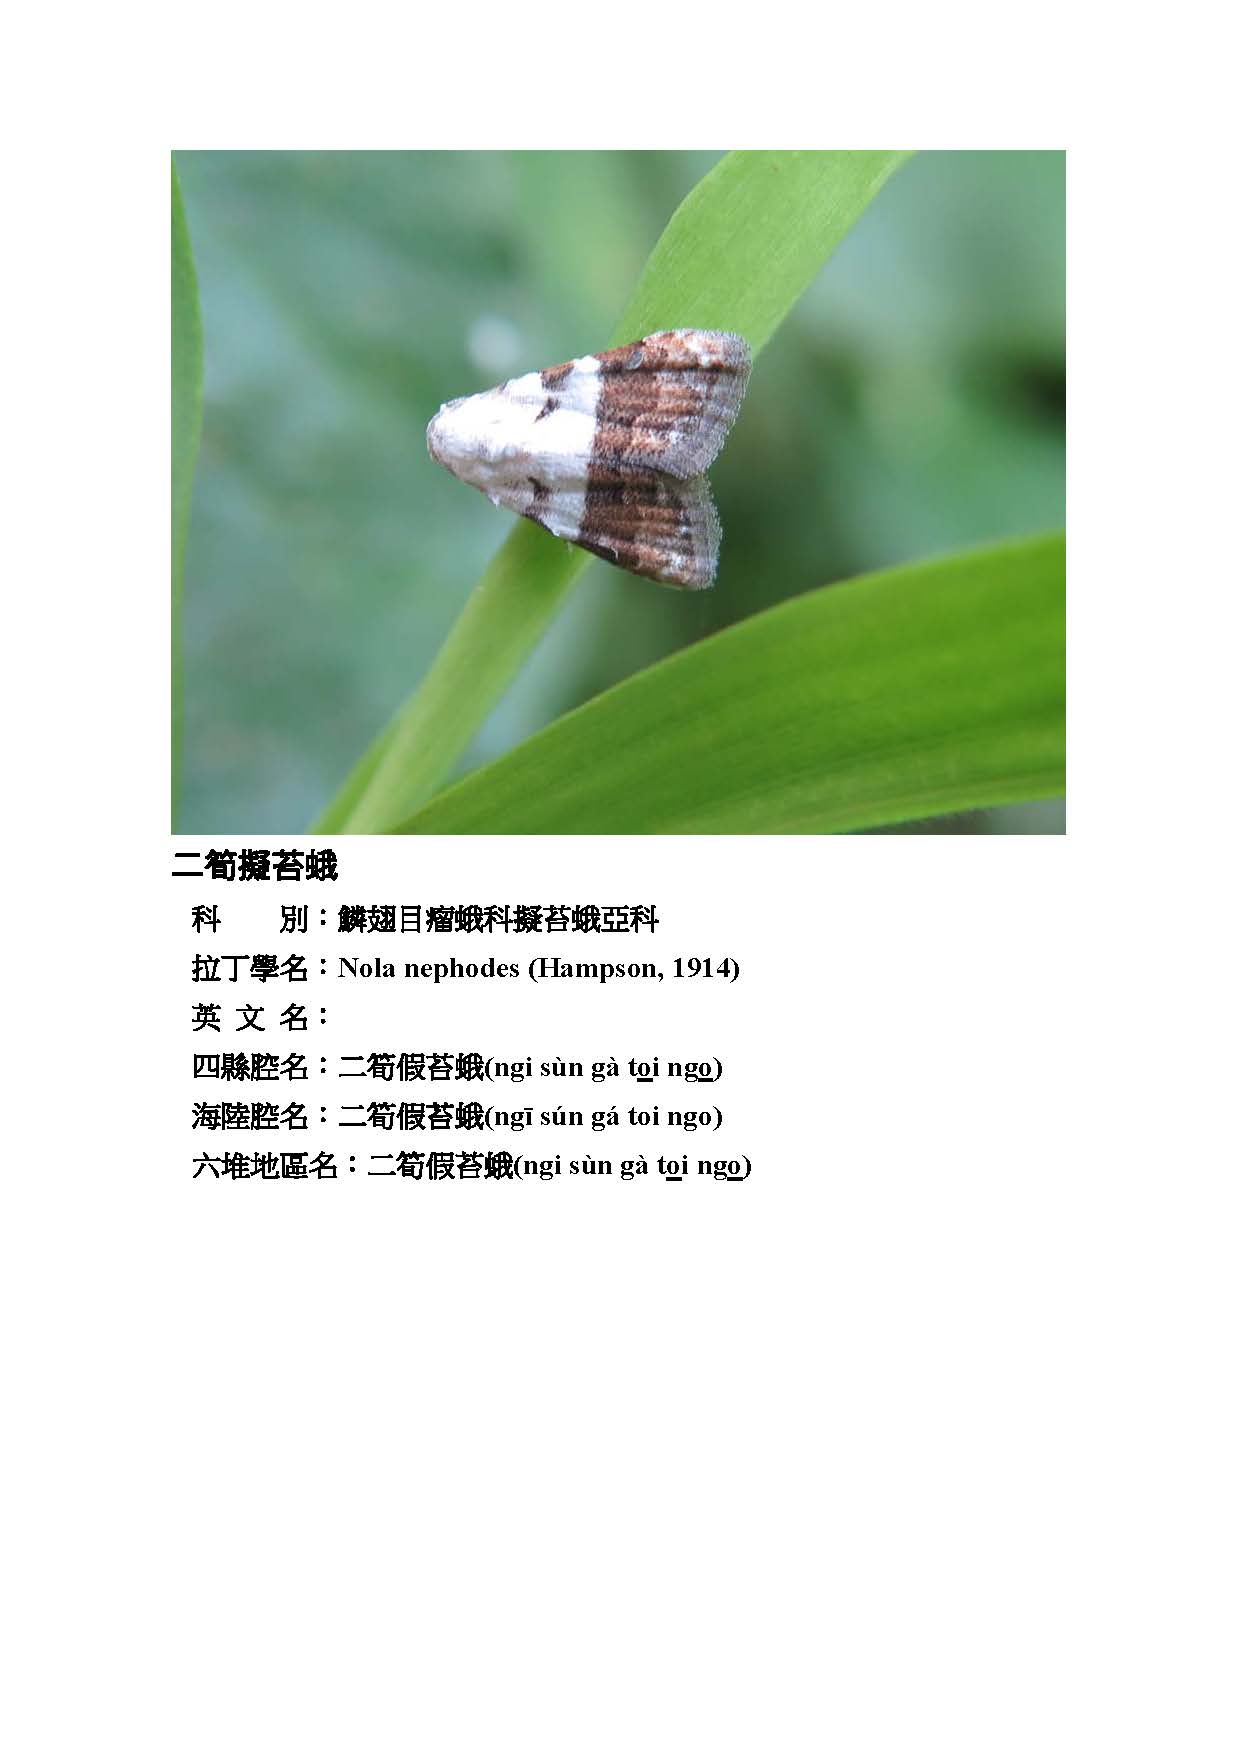 二筍擬苔蛾
科　　別：鱗翅目瘤蛾科擬苔蛾亞科
拉丁學名：Nola nephodes (Hampson, 1914)
英 文 名：
四縣腔名：二筍假苔蛾(ngi sùn gà toi ngo)
海陸腔名：二筍假苔蛾(ngī sún gá toi ngo)
六堆地區名：二筍假苔蛾(ngi sùn gà toi ngo)